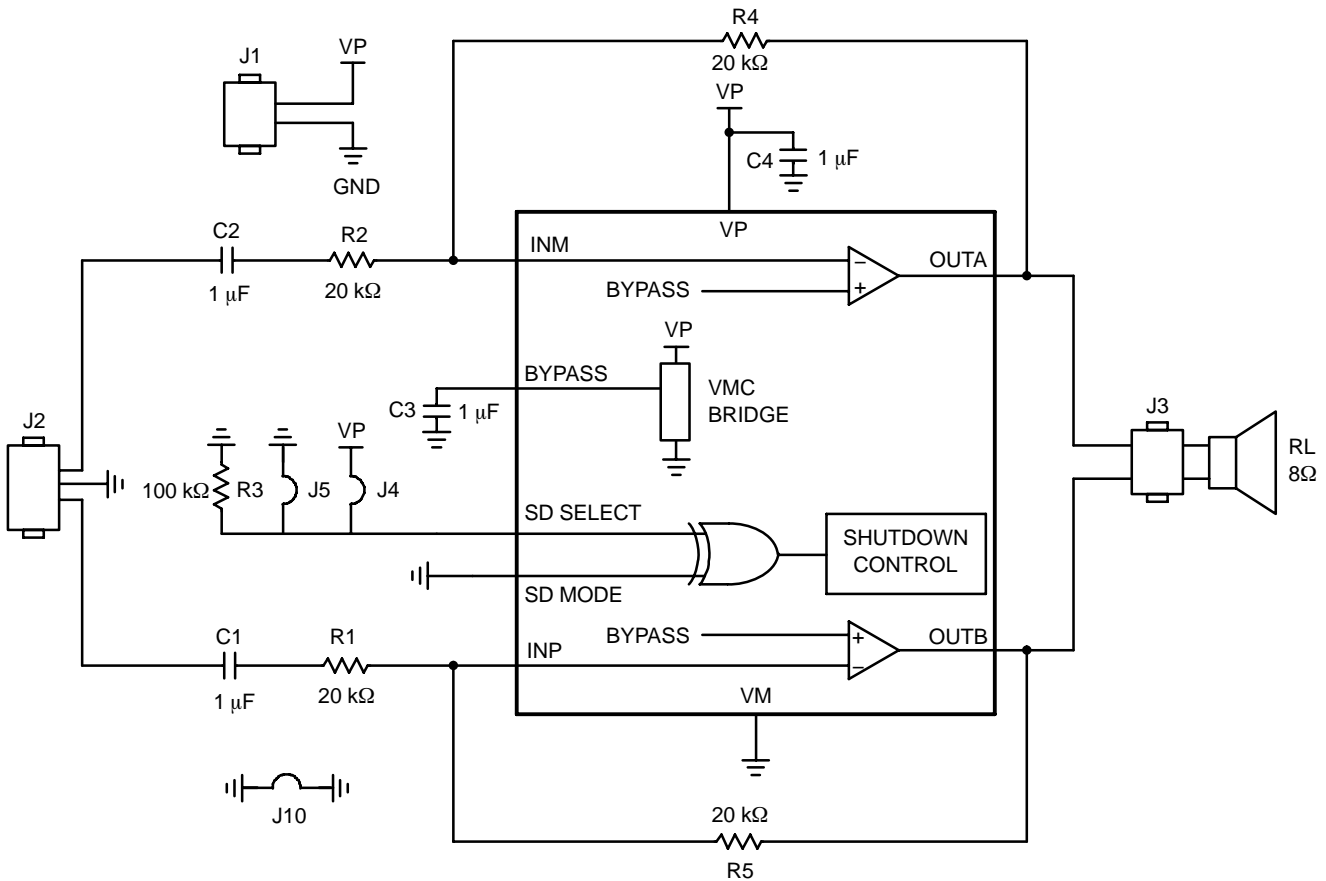 R4
20 kΩ
J1
VP
GND
VP
C4
1 μF
VP
C2
1 μF
R2
20 kΩ
INM
BYPASS
OUTA
BYPASS
C3
1 μF
VP
VMC
BRIDGE
J2
100 kΩ
R3
J5
VP
J4
J3
RL
8Ω
SD SELECT
SD MODE
SHUTDOWN
CONTROL
C1
1 μF
R1
20 kΩ
INP
BYPASS
OUTB
VM
J10
20 kΩ
R5